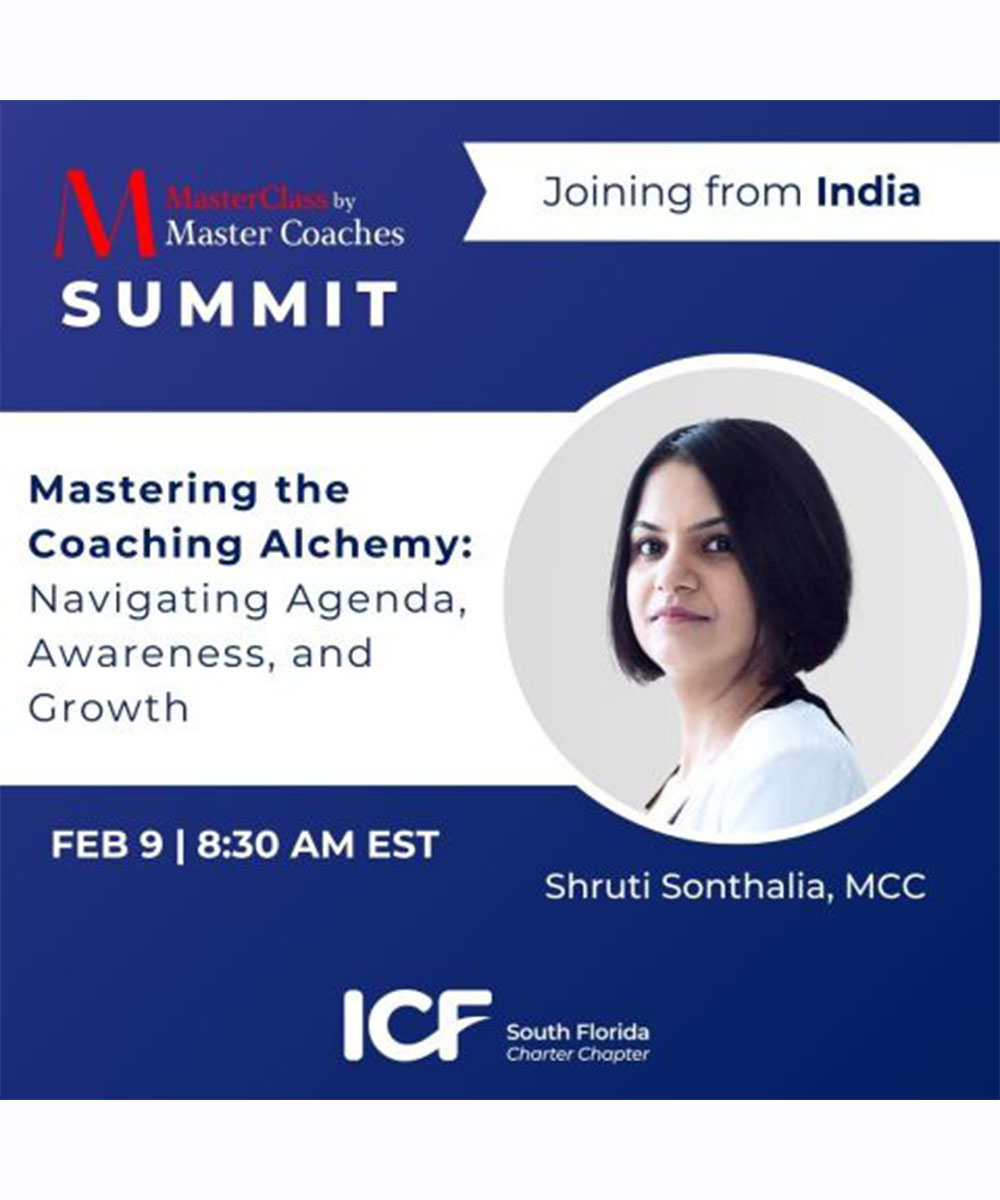 M MasterClass by
Master Coaches
SUMMIT
Joining from India
Mastering the
Coaching Alchemy:
Navigating Agenda,
Awareness, and
Growth
FEB 9 | 8:30 AM EST
Shruti Sonthalia, MCC
ICF South Florida
Charter Chapter